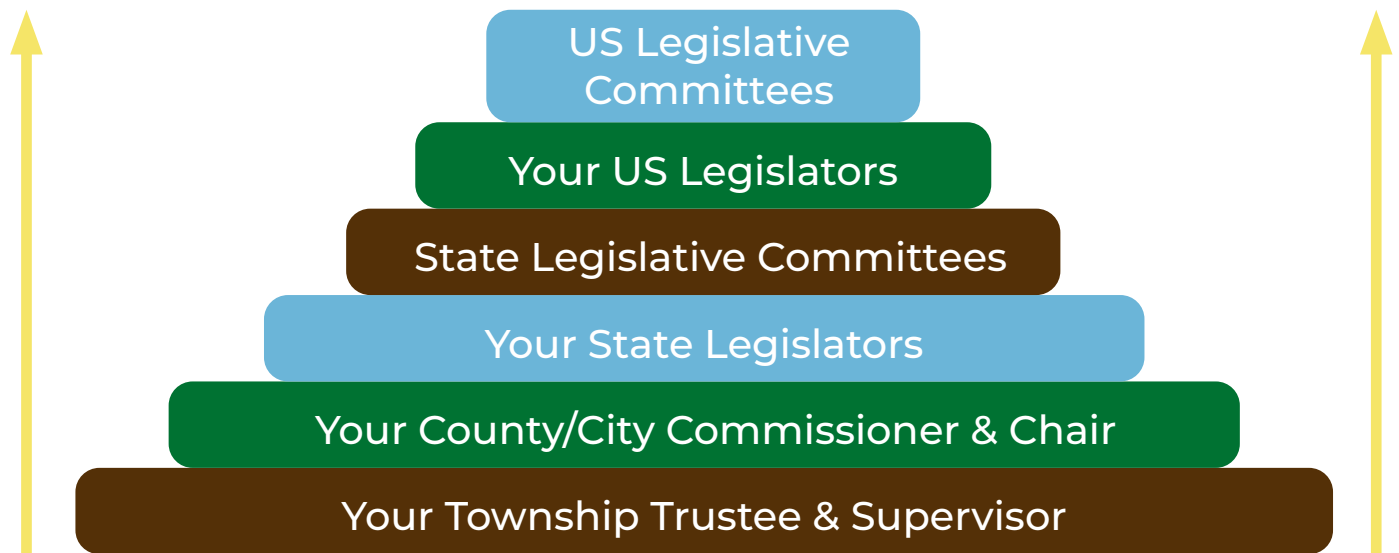 US Legislative
Committees
Your US Legislators
State Legislative Committees
Your State Legislators
Your County/City Commissioner & Chair
Your Township Trustee & Supervisor